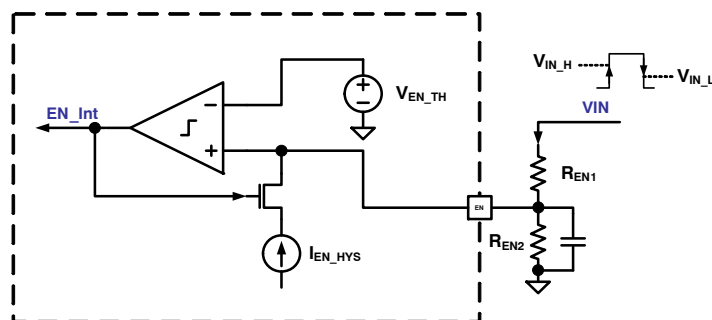 V_IN_H
V_IN_L
EN_Int
−
+
+
−
V_EN_TH
VIN
R_EN1
EN
R_EN2
I_EN_HYS